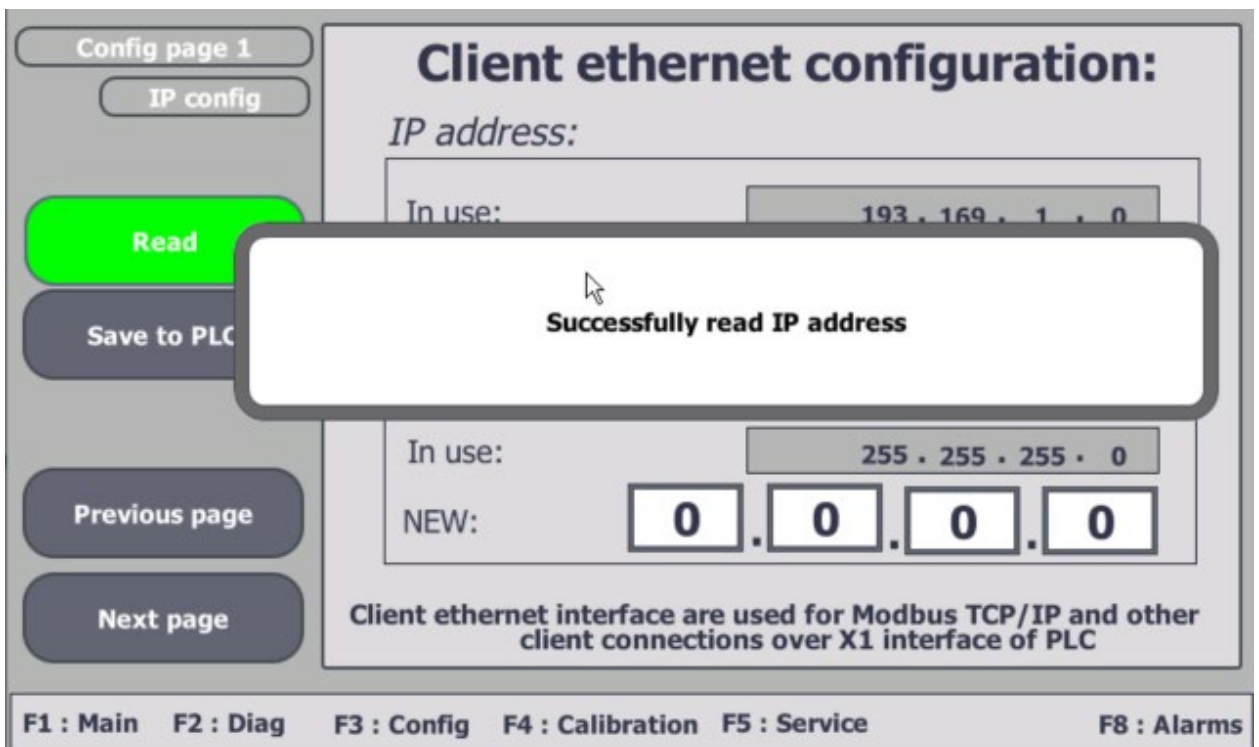 Config page 1
IP config
Client ethernet configuration:
IP address:
In use:
193 . 169 . 1 . 0
Read
Successfully read IP address
Save to PLC
In use:
255 . 255 . 255 . 0
NEW:
0 . 0 . 0 . 0
Previous page
Next page
Client ethernet interface are used for Modbus TCP/IP and other
client connections over X1 interface of PLC
F1 : Main F2 : Diag F3 : Config F4 : Calibration F5 : Service F8 : Alarms